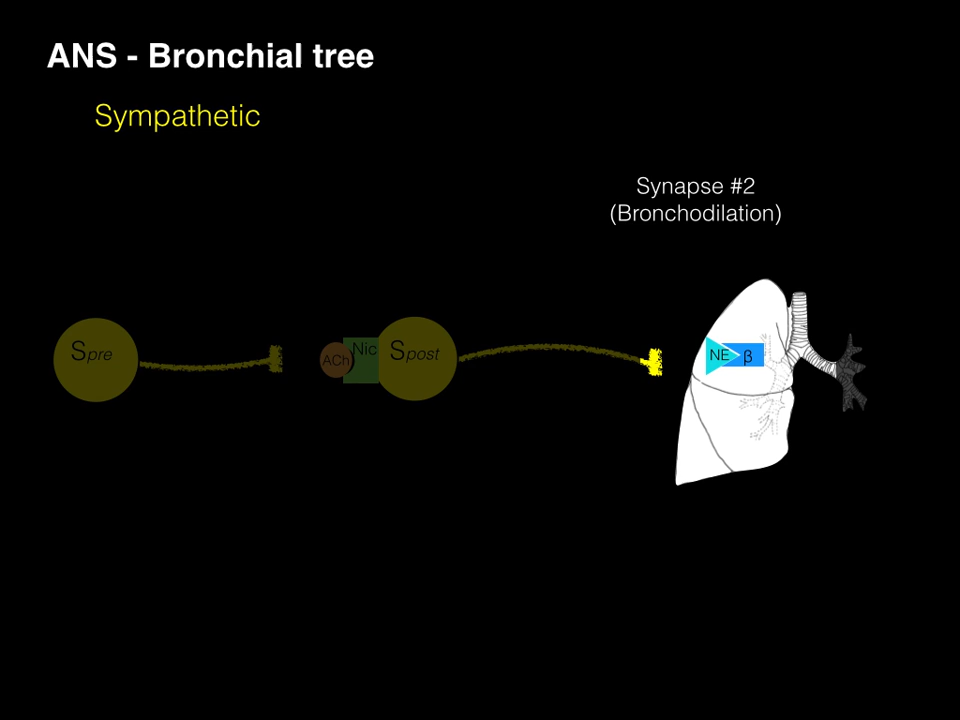 ANS - Bronchial tree
Sympathetic
Synapse #2
(Bronchodilation)
Spre
ACh
Nic
Spost
NE
β